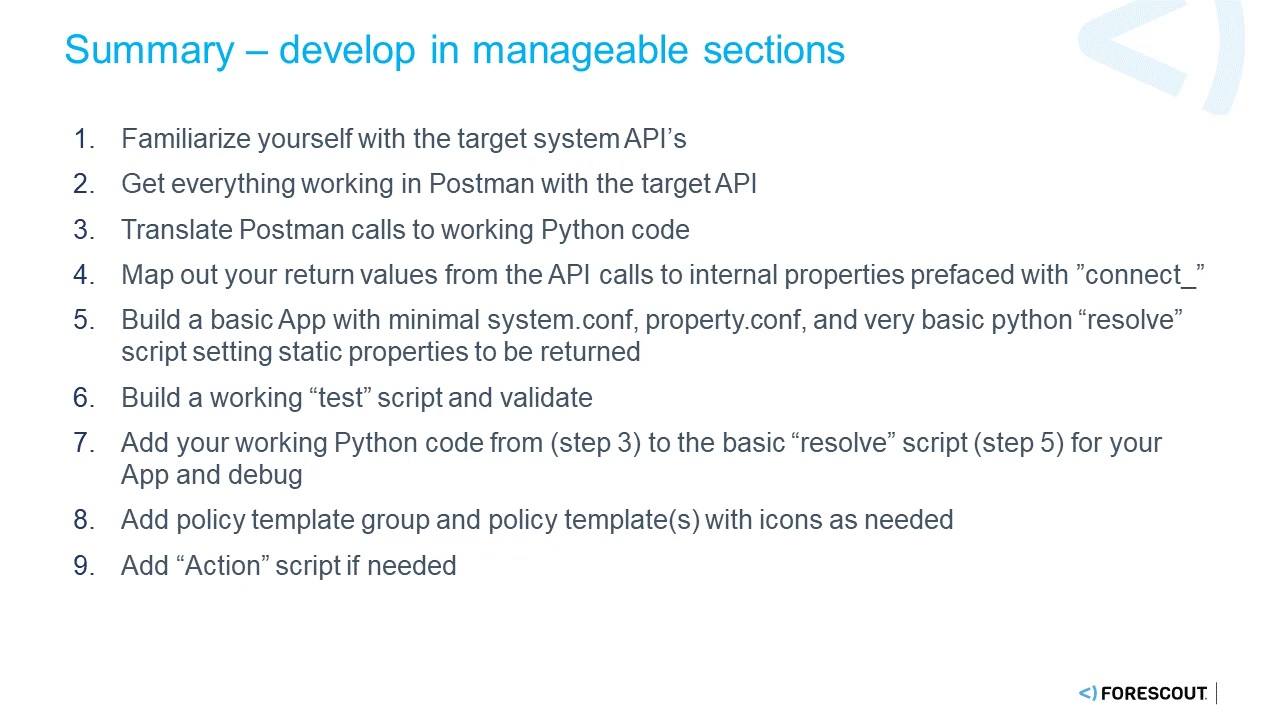 Summary – develop in manageable sections
1. Familiarize yourself with the target system API’s
2. Get everything working in Postman with the target API
3. Translate Postman calls to working Python code
4. Map out your return values from the API calls to internal properties prefaced with ”connect_”
5. Build a basic App with minimal system.conf, property.conf, and very basic python “resolve”
script setting static properties to be returned
6. Build a working “test” script and validate
7. Add your working Python code from (step 3) to the basic “resolve” script (step 5) for your
App and debug
8. Add policy template group and policy template(s) with icons as needed
9. Add “Action” script if needed
FORESCOUT